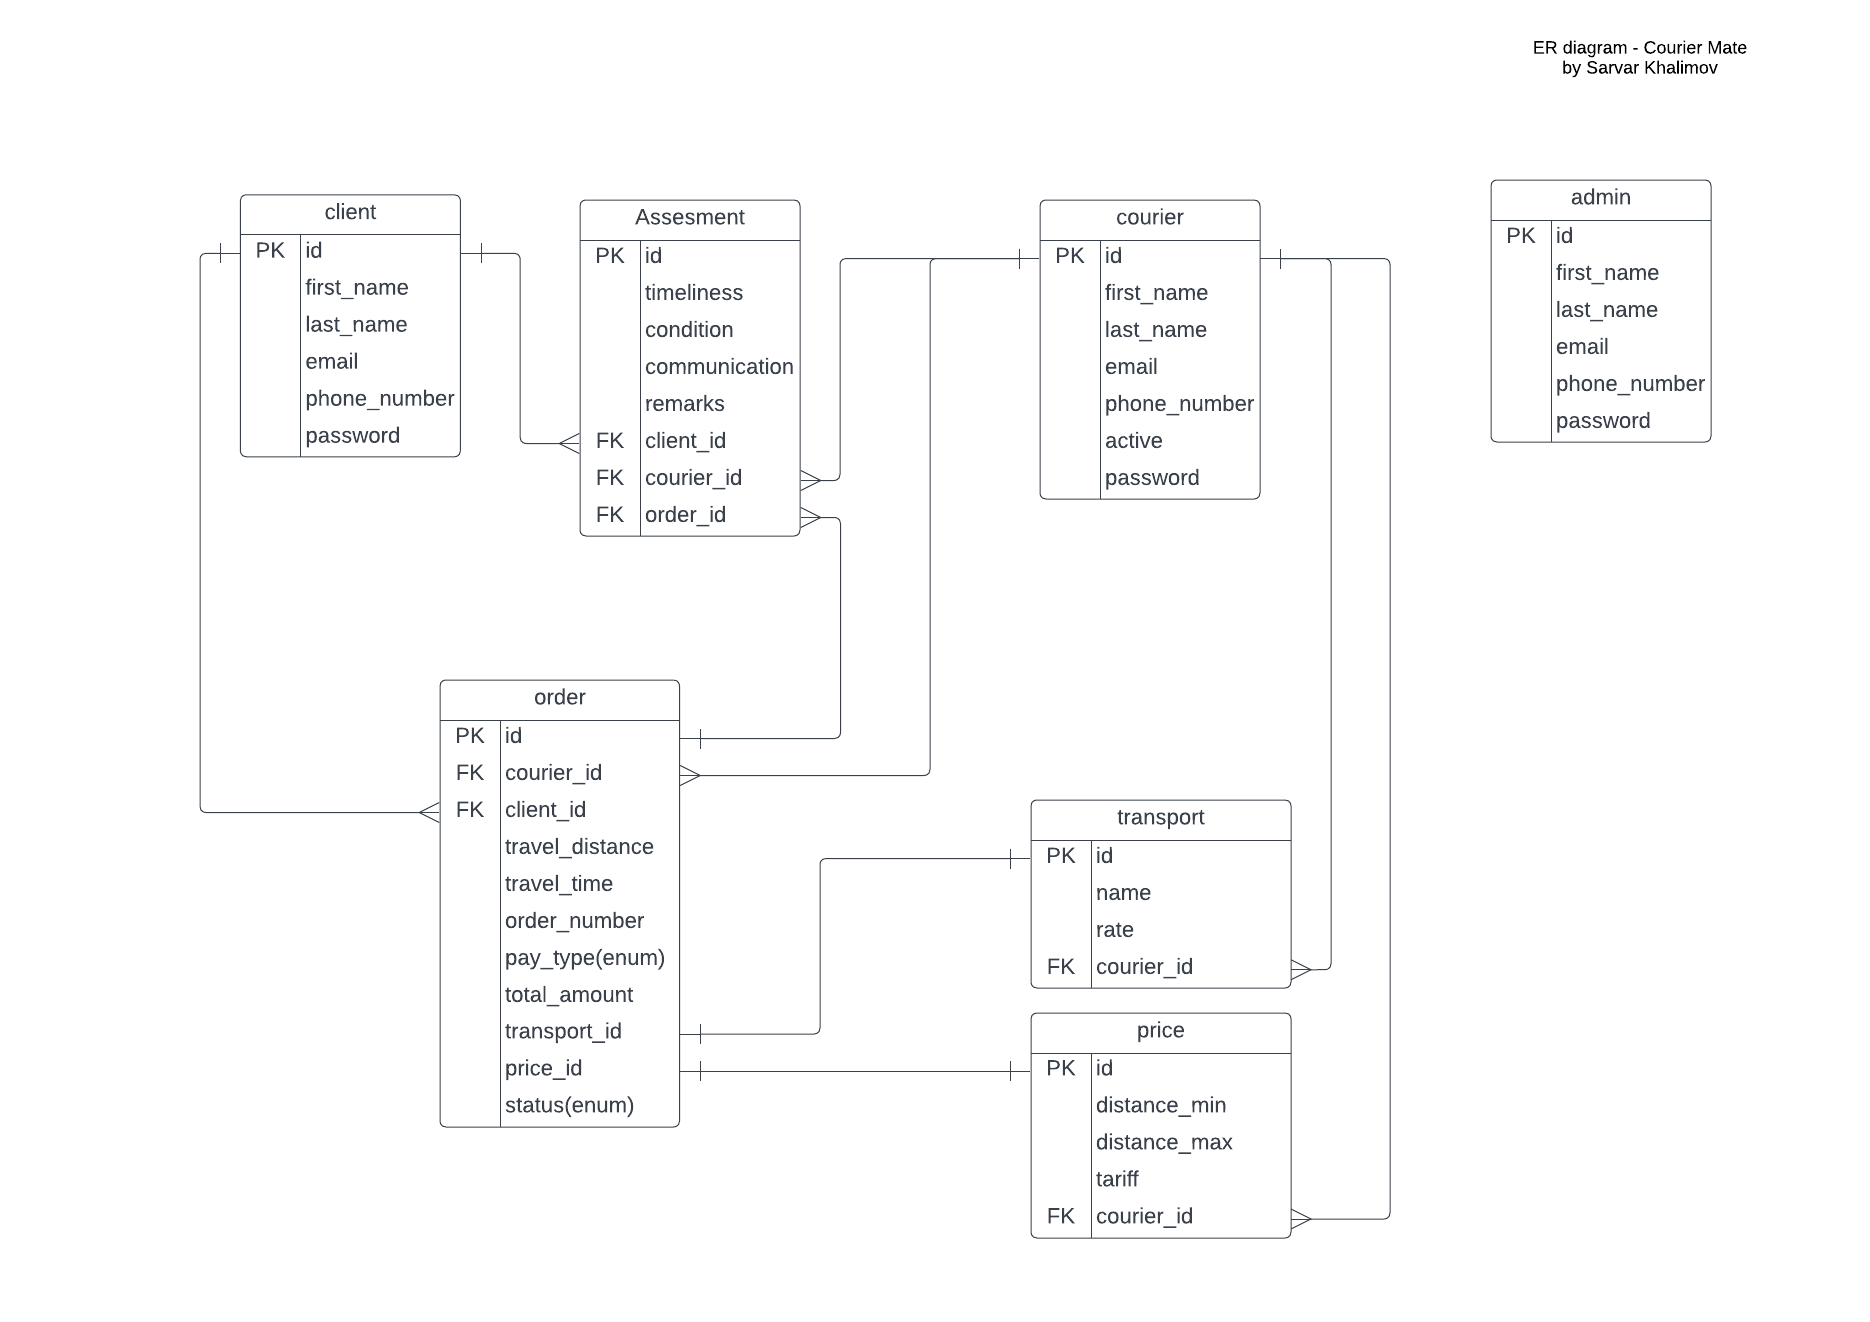 ER diagram - Courier Mate
by Sarvar Khalimov
client
PK id
first_name
last_name
email
phone_number
password
Assesment
PK id
timeliness
condition
communication
remarks
FK client_id
FK courier_id
FK order_id
courier
PK id
first_name
last_name
email
phone_number
active
password
admin
PK id
first_name
last_name
email
phone_number
password
order
PK id
FK courier_id
FK client_id
travel_distance
travel_time
order_number
pay_type(enum)
total_amount
transport_id
price_id
status(enum)
transport
PK id
name
rate
FK courier_id
price
PK id
distance_min
distance_max
tariff
FK courier_id